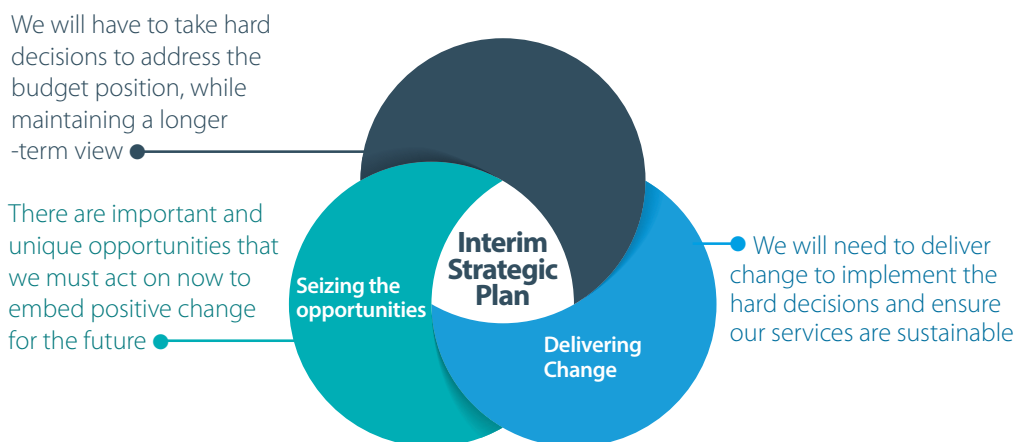 We will have to take hard
decisions to address the
budget position, while
maintaining a longer
-term view
There are important and
unique opportunities that
we must act on now to
embed positive change
for the future
Seizing the
opportunities
Interim
Strategic
Plan
Delivering
Change
We will need to deliver
change to implement the
hard decisions and ensure
our services are sustainable